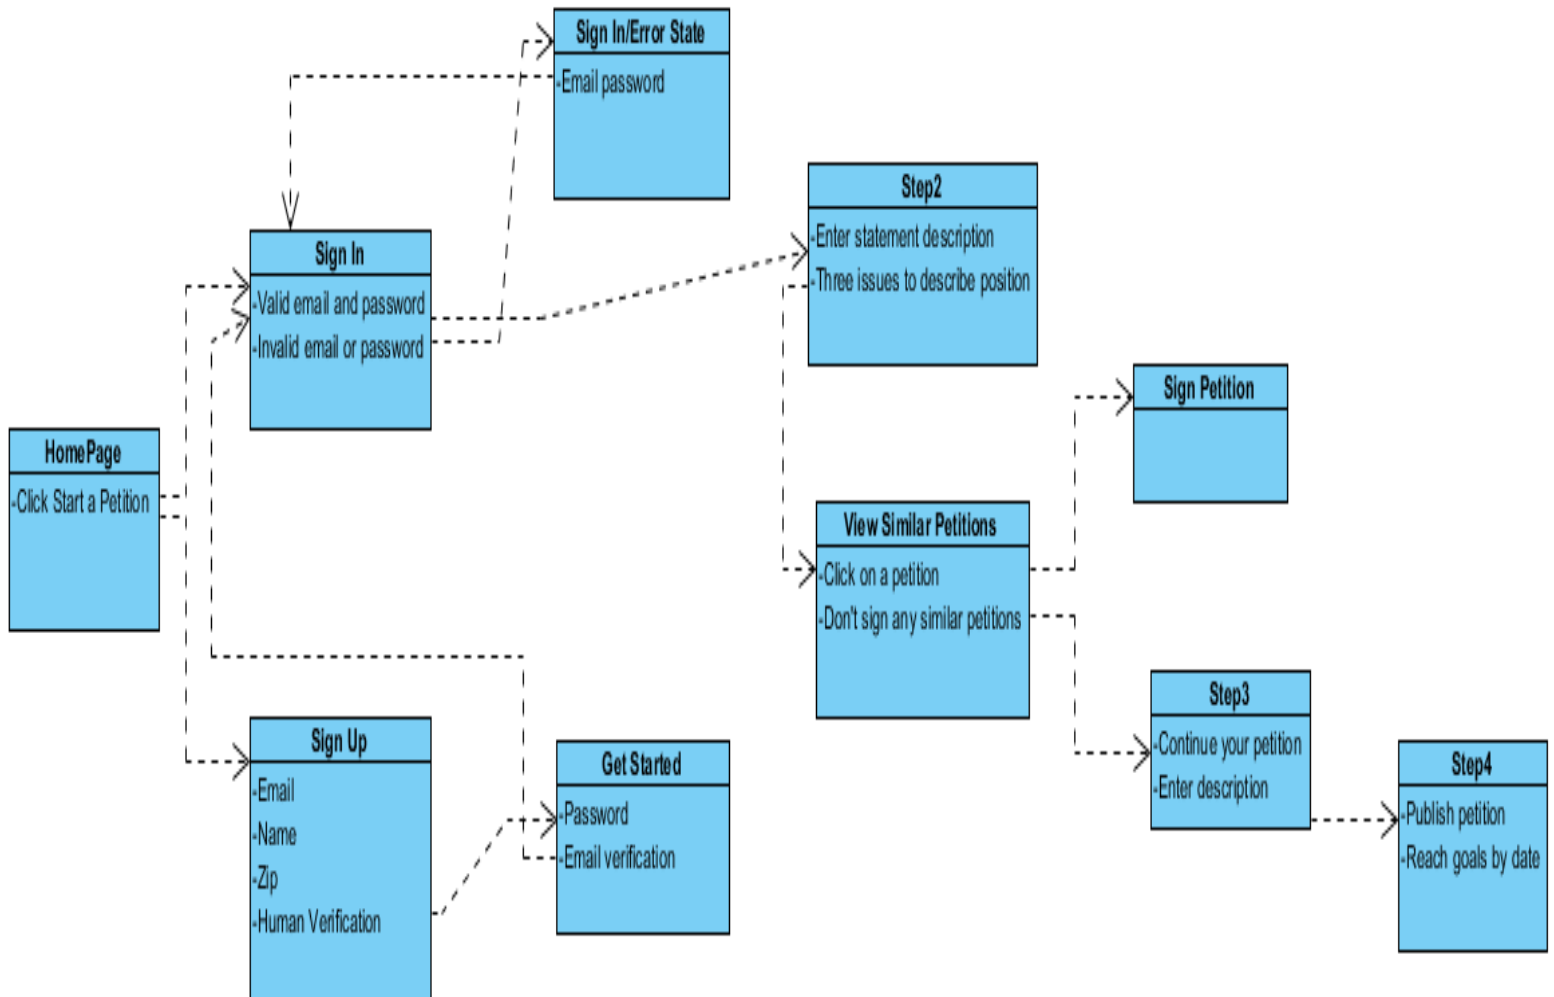 Sign In/Error State
-Email password
Step2
-Enter statement description
-Three issues to describe position
Sign In
-Valid email and password
-Invalid email or password
Sign Petition
HomePage
-Click Start a Petition
View Similar Petitions
-Click on a petition
-Don't sign any similar petitions
Step3
-Continue your petition
-Enter description
Sign Up
-Email
-Name
-Zip
-Human Verification
Get Started
-Password
-Email verification
Step4
-Publish petition
-Reach goals by date